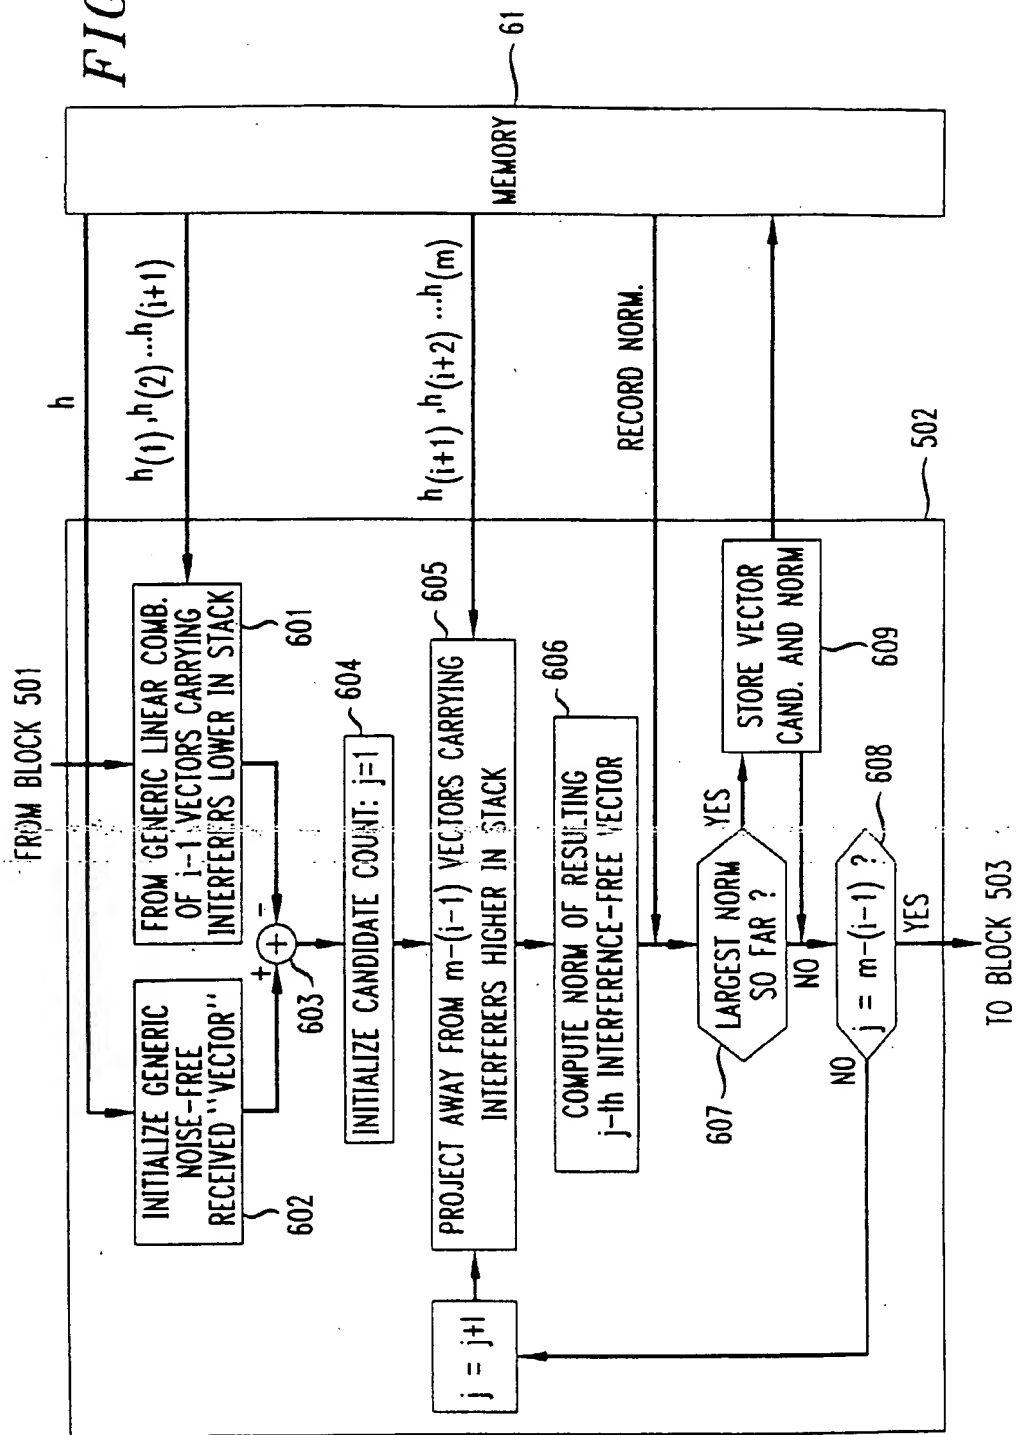 FIG
FROM BLOCK 501
h
h(1) ,h(2) ...h(i+1)
FROM GENERIC LINEAR COMB.
OF i-1 VECTORS CARRYING
INTERFERERS LOWER IN STACK
601
INITIALIZE GENERIC
NOISE-FREE
RECEIVED "VECTOR"
602
+
-
+
603
INITIALIZE CANDIDATE COUNT: j=1
604
h(i+1) ,h(i+2) ...h(m)
PROJECT AWAY FROM m-(i-1) VECTORS CARRYING
INTERFERERS HIGHER IN STACK
605
j = j+1
COMPUTE NORM OF RESULTING
j-th INTERFERENCE-FREE VECTOR
606
RECORD NORM.
LARGEST NORM
SO FAR ?
607
YES
NO
STORE VECTOR
CAND. AND NORM
609
j = m-(i-1) ?
608
NO
YES
502
MEMORY
61
TO BLOCK 503